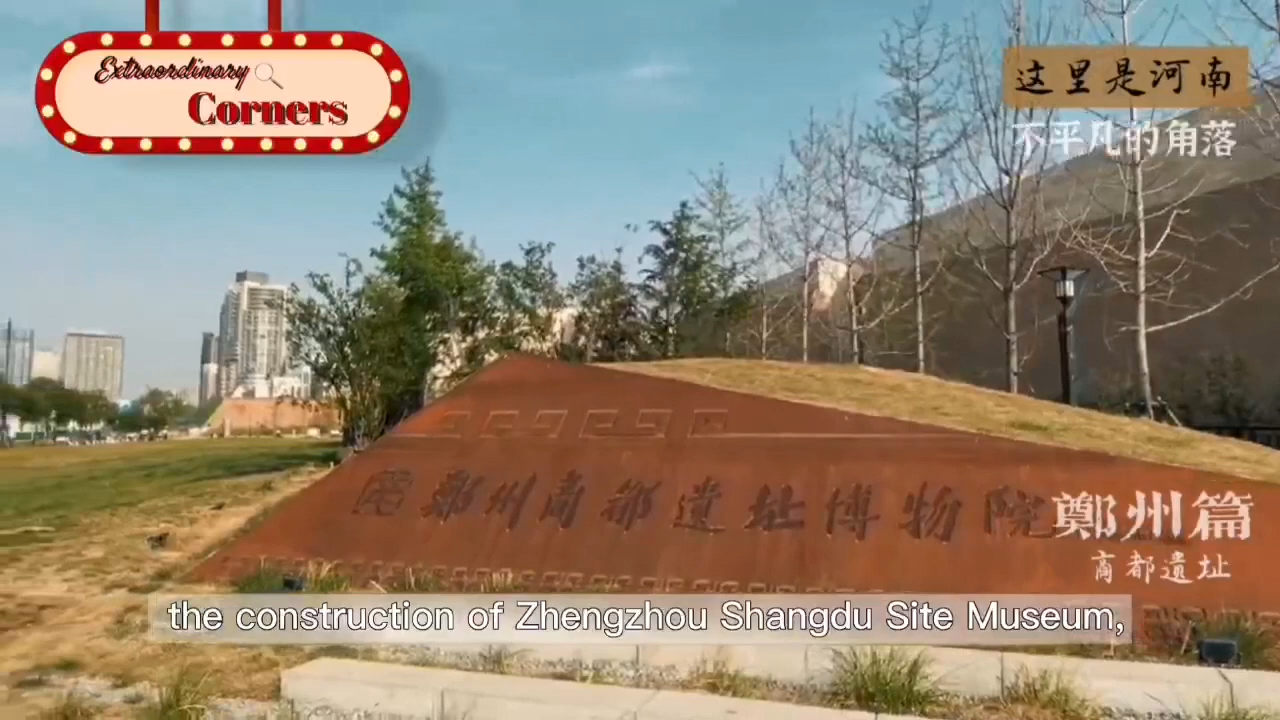 Extraordinary
Corners
这里是河南
不平凡的角落
鄭州商都遺址博物院
鄭州篇
商都遗址
the construction of Zhengzhou Shangdu Site Museum,